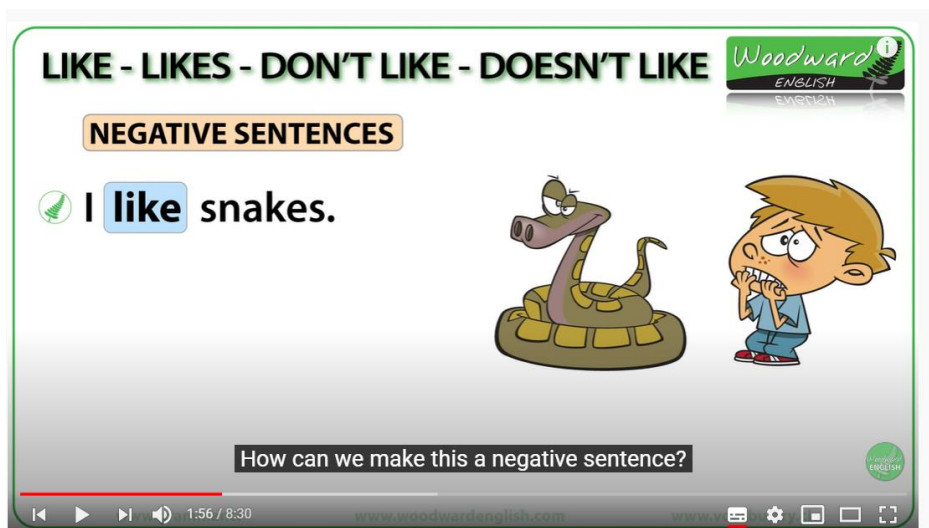 LIKE - LIKES - DON'T LIKE - DOESN'T LIKE
Woodward
ENGLISH
NEGATIVE SENTENCES
I like snakes.
How can we make this a negative sentence?
ENGLISH
1:56 / 8:30
www.woodwardenglish.com